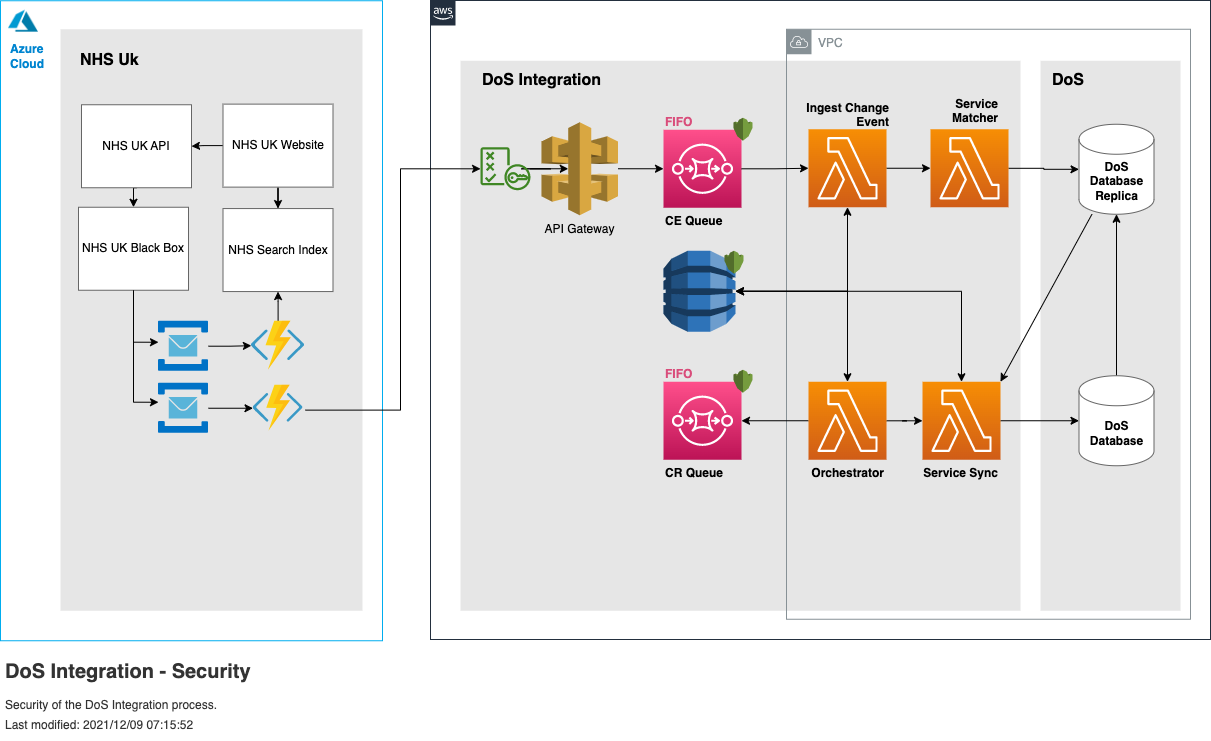 aws
Azure
Cloud
NHS Uk
NHS UK API
NHS UK Website
NHS UK Black Box
NHS Search Index
VPC
DoS Integration
DoS
FIFO
CE Queue
API Gateway
Ingest Change
Event
Service
Matcher
DoS
Database
Replica
FIFO
CR Queue
Orchestrator
Service Sync
DoS
Database
DoS Integration - Security
Security of the DoS Integration process.
Last modified: 2021/12/09 07:15:52